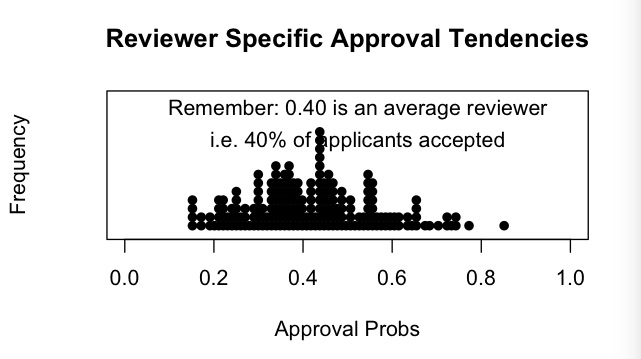 Reviewer Specific Approval Tendencies
Remember: 0.40 is an average reviewer
i.e. 40% of applicants accepted
Frequency
0.0 0.2 0.4 0.6 0.8 1.0
Approval Probs